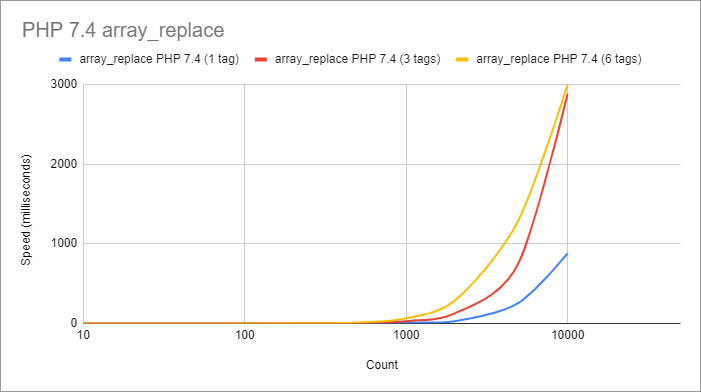 PHP 7.4 array_replace
array_replace PHP 7.4 (1 tag) array_replace PHP 7.4 (3 tags) array_replace PHP 7.4 (6 tags)
Speed (milliseconds)
3000
2000
1000
0
10 100 1000 10000
Count